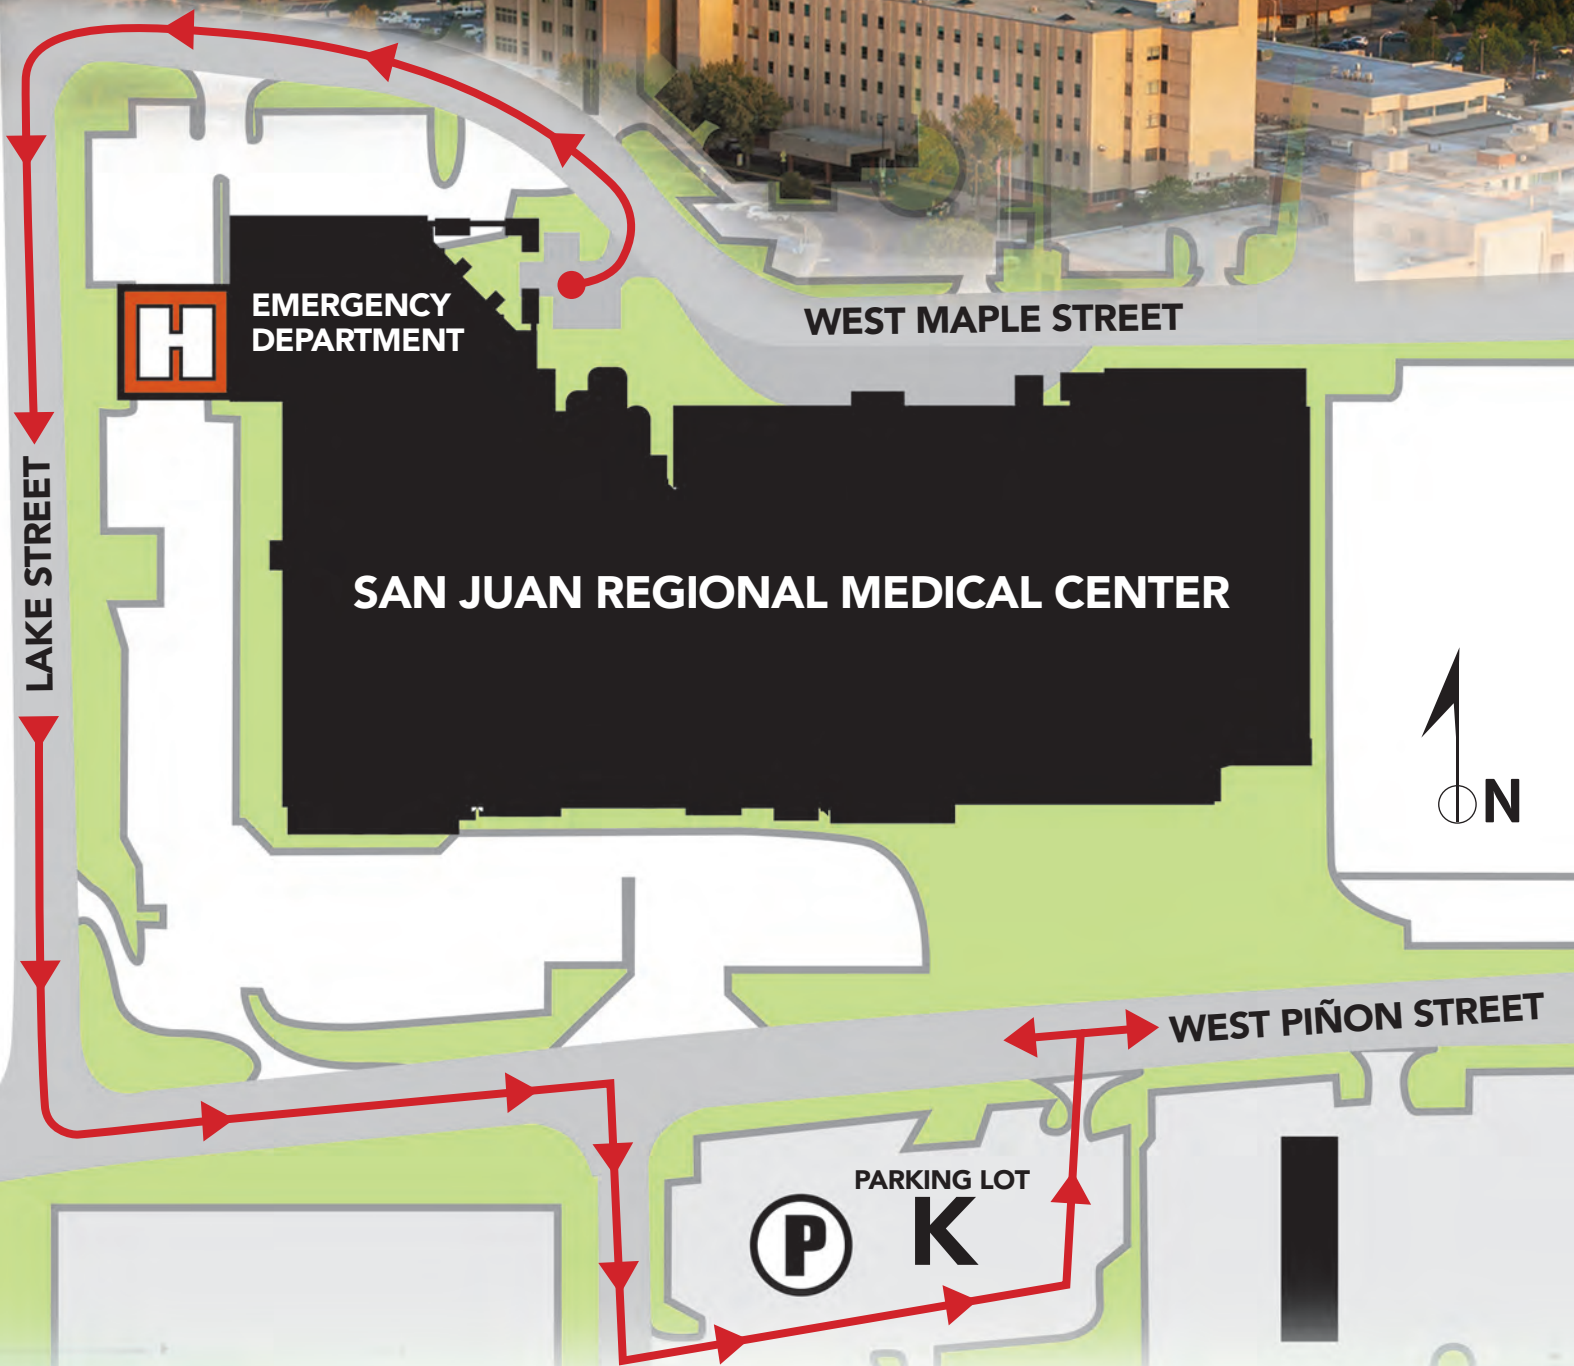 EMERGENCY
DEPARTMENT
WEST MAPLE STREET
LAKE STREET
SAN JUAN REGIONAL MEDICAL CENTER
N
WEST PIÑON STREET
PARKING LOT
K
P
H